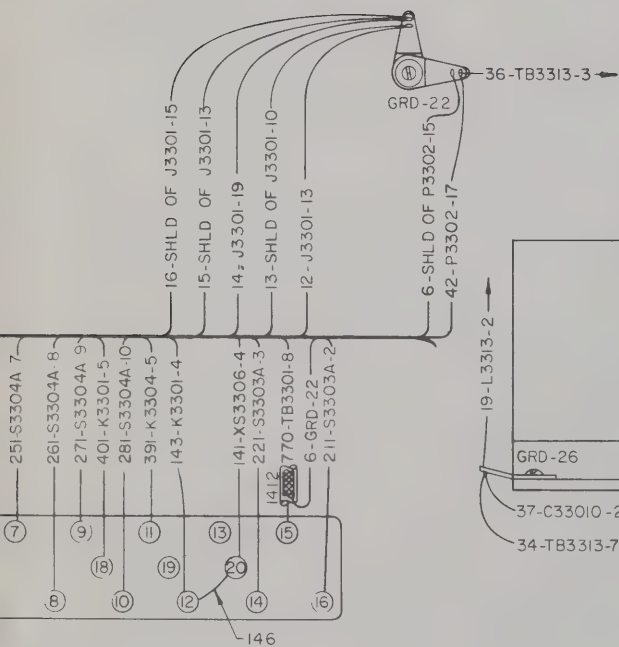 36-TB3313-3
GRD-22
16-SHLD OF J3301-15
15-SHLD OF J3301-13
14-J3301-19
13-SHLD OF J3301-10
12-J3301-13
6-SHLD OF P3302-15
42-P3302-17
19-L3313-2
251-S3304A-7
261-S3304A-8
271-S3304A-9
401-K3301-5
281-S3304A-10
391-K3304-5
143-K3301-4
141-XS3306-4
221-S3303A-3
770-TB3301-8
6-GRD-22
211-S3303A-2
1412
GRD-26
37-C33010-2
34-TB3313-7
7
9
11
13
15
18
19
20
8
10
12
14
16
146